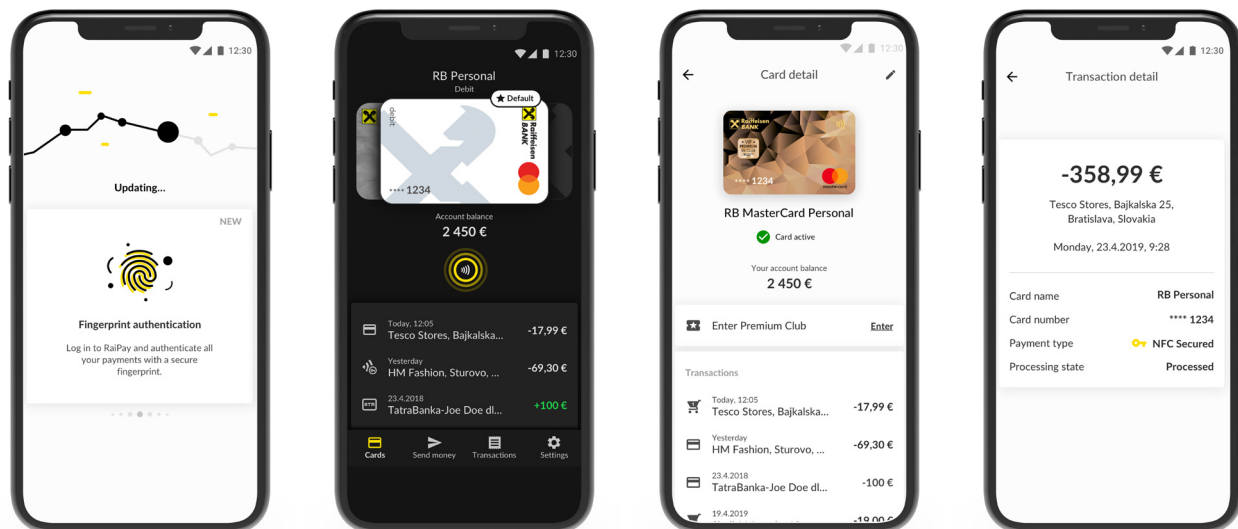 12:30
Updating...
NEW
Fingerprint authentication
Log in to RaiPay and authenticate all
your payments with a secure
fingerprint.
12:30
RB Personal
Debit
Default
debit
Raiffeisen
BANK
**** 1234
Account balance
2 450 €
Today, 12:05
Tesco Stores, Bajkalska... -17,99 €
Yesterday
HM Fashion, Sturovo, ... -69,30 €
23.4.2018
TatraBanka-Joe Doe dl... +100 €
Cards Send money Transactions Settings
12:30
Card detail
Raiffeisen
BANK
PREMIUM
**** 1234
mastercard
RB MasterCard Personal
Card active
Your account balance
2 450 €
Enter Premium Club Enter
Transactions
Today, 12:05
Tesco Stores, Bajkalska... -17,99 €
Yesterday
HM Fashion, Sturovo, ... -69,30 €
23.4.2018
TatraBanka-Joe Doe dl... -100 €
19.4.2019
-19,00 €
12:30
Transaction detail
-358,99 €
Tesco Stores, Bajkalska 25,
Bratislava, Slovakia
Monday, 23.4.2019, 9:28
Card name RB Personal
Card number **** 1234
Payment type NFC Secured
Processing state Processed